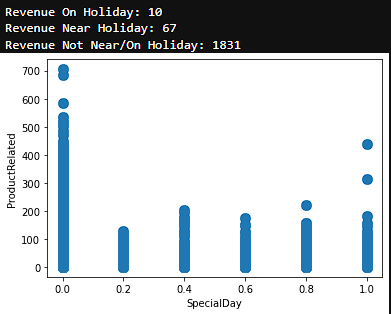 Revenue On Holiday: 10
Revenue Near Holiday: 67
Revenue Not Near/On Holiday: 1831
700
600
500
400
300
200
100
0
ProductRelated
0.0 0.2 0.4 0.6 0.8 1.0
SpecialDay